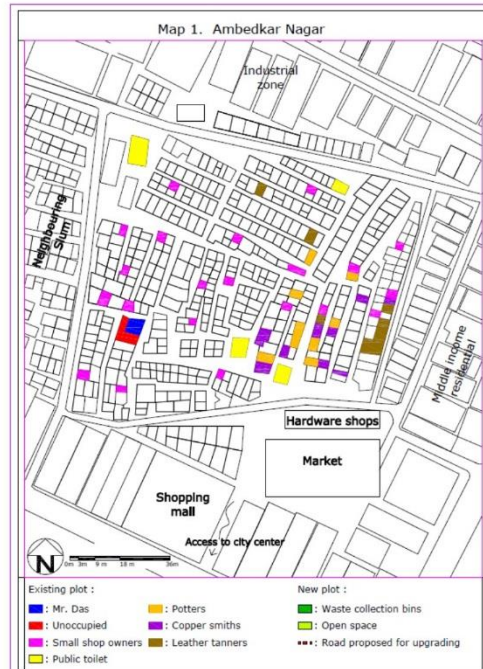 Map 1. Ambedkar Nagar
Industrial
zone
Neighbouring
Slum
Middle Income
residential
Hardware shops
Market
Shopping
mall
Access to city center
N
0m 3m 9 m 18 m 36m
Existing plot :
: Mr. Das
: Unoccupied
: Small shop owners
: Public toilet
: Potters
: Copper smiths
: Leather tanners
New plot :
: Waste collection bins
: Open space
: Road proposed for upgrading